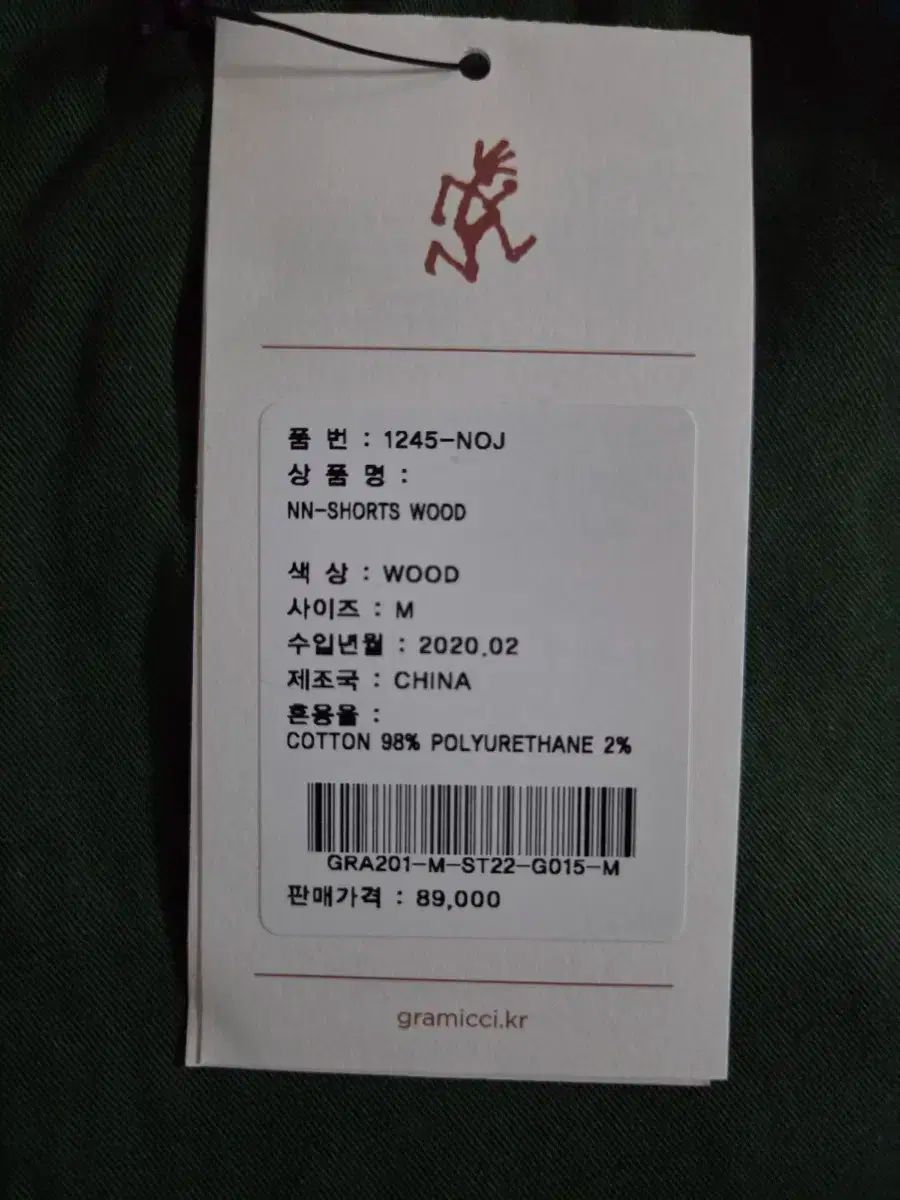 품 번 : 1245-NOJ
상 품 명 :
NN-SHORTS WOOD
색 상 : WOOD
사이즈 : M
수입년월 : 2020.02
제조국 : CHINA
혼용율 :
COTTON 98% POLYURETHANE 2%
GRA201-M-ST22-G015-M
판매가격 : 89,000
gramicci.kr